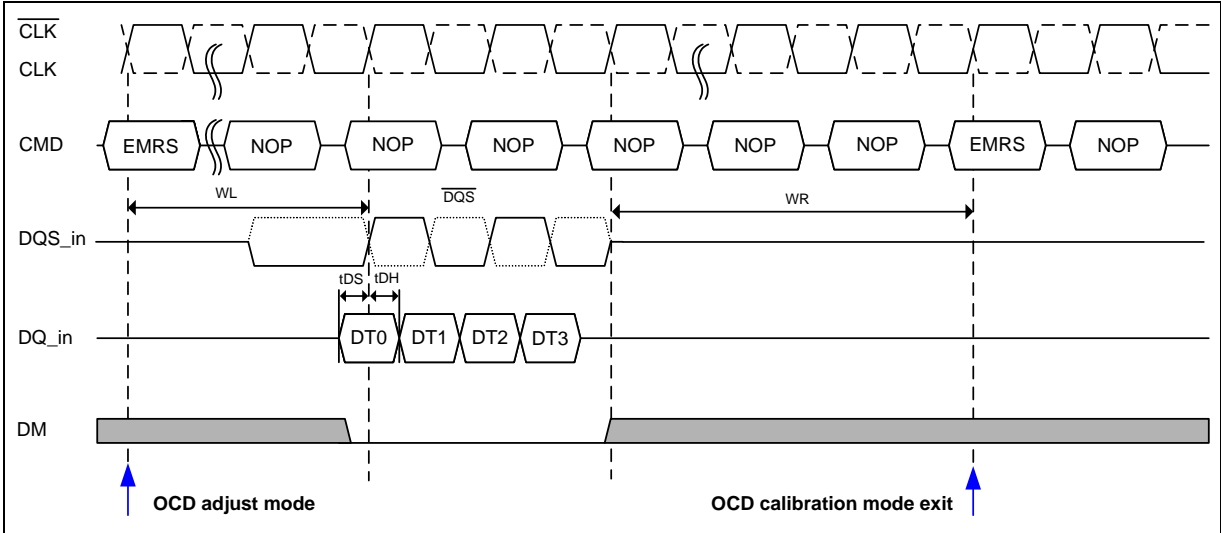 CLK
CLK
CMD
EMRS NOP NOP NOP NOP NOP NOP EMRS NOP
WL DQS WR
DQS_in
tDS tDH
DQ_in
DT0 DT1 DT2 DT3
DM
OCD adjust mode OCD calibration mode exit